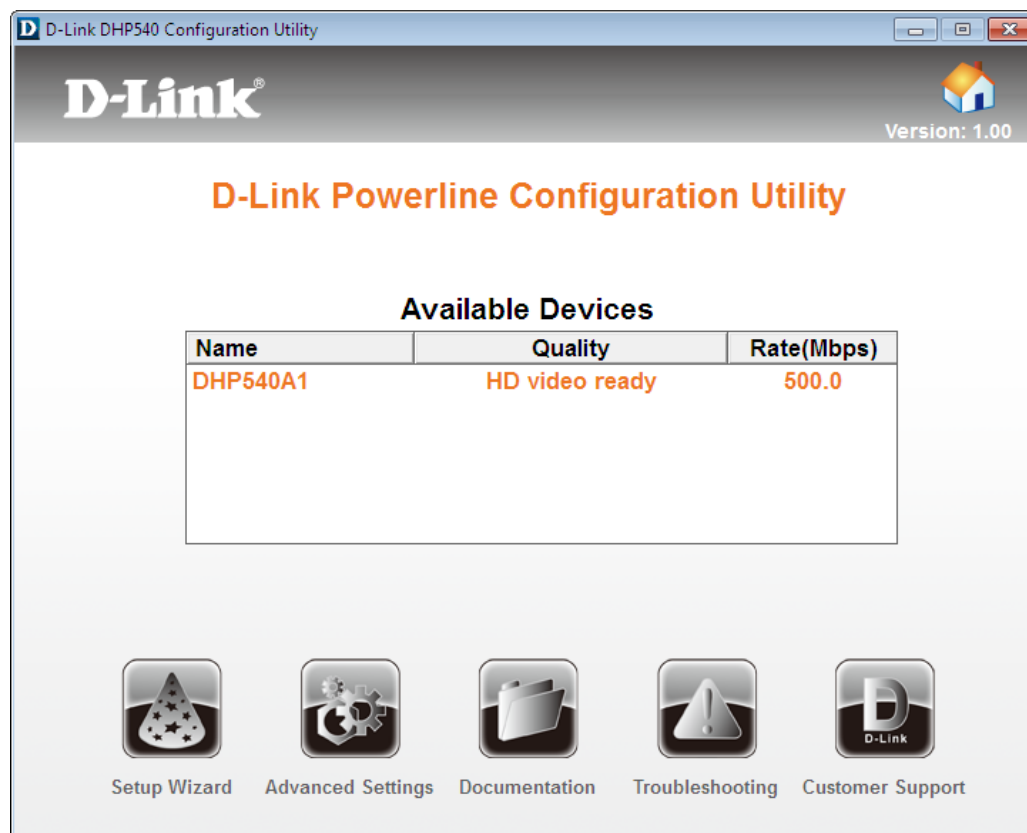 D-Link DHP540 Configuration Utility
D-Link®
Version: 1.00
D-Link Powerline Configuration Utility
Available Devices
Name Quality Rate(Mbps)
DHP540A1 HD video ready 500.0
D
D-Link
Setup Wizard Advanced Settings Documentation Troubleshooting Customer Support